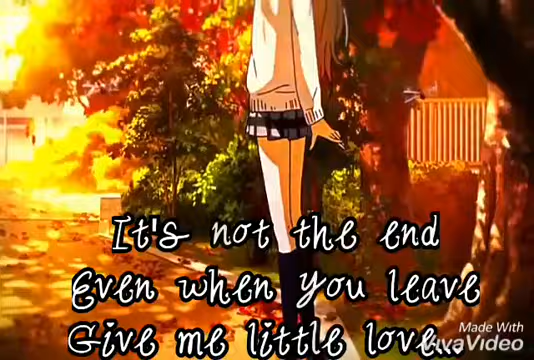 It's not the end
Even when you leave
Give me little love...
Made With
VivaVideo